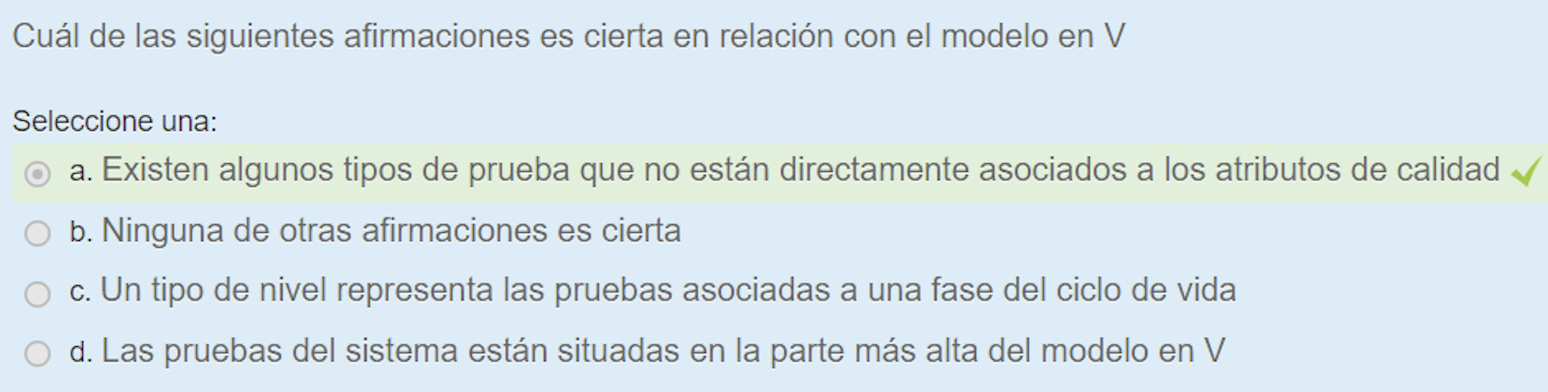 Cuál de las siguientes afirmaciones es cierta en relación con el modelo en V
Seleccione una:
a. Existen algunos tipos de prueba que no están directamente asociados a los atributos de calidad
b. Ninguna de otras afirmaciones es cierta
c. Un tipo de nivel representa las pruebas asociadas a una fase del ciclo de vida
d. Las pruebas del sistema están situadas en la parte más alta del modelo en V